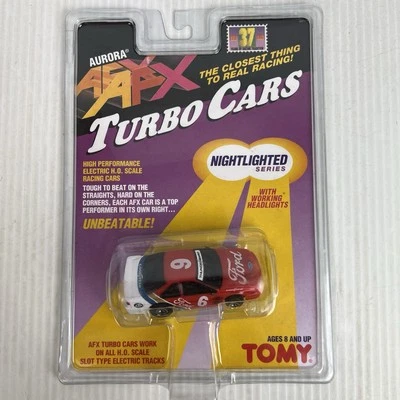 AURORA
AFX
37
THE CLOSEST THING
TO REAL RACING!
TURBO CARS
HIGH PERFORMANCE
ELECTRIC H.O. SCALE
RACING CARS
TOUGH TO BEAT ON THE
STRAIGHTS, HARD ON THE
CORNERS, EACH AFX CAR IS A TOP
PERFORMER IN ITS OWN RIGHT...
UNBEATABLE!
NIGHTLIGHTED
SERIES
WITH
WORKING
HEADLIGHTS
6
Ford
6
AFX TURBO CARS WORK
ON ALL H.O. SCALE
SLOT TYPE ELECTRIC TRACKS
AGES 8 AND UP
TOMY